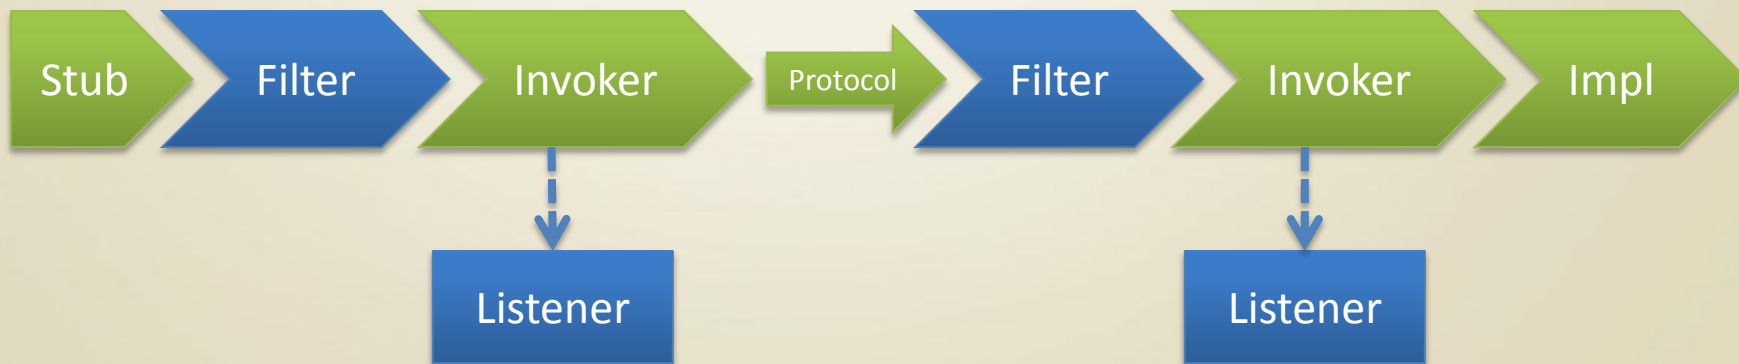 Stub
Filter
Invoker
Protocol
Filter
Invoker
Impl
Listener
Listener